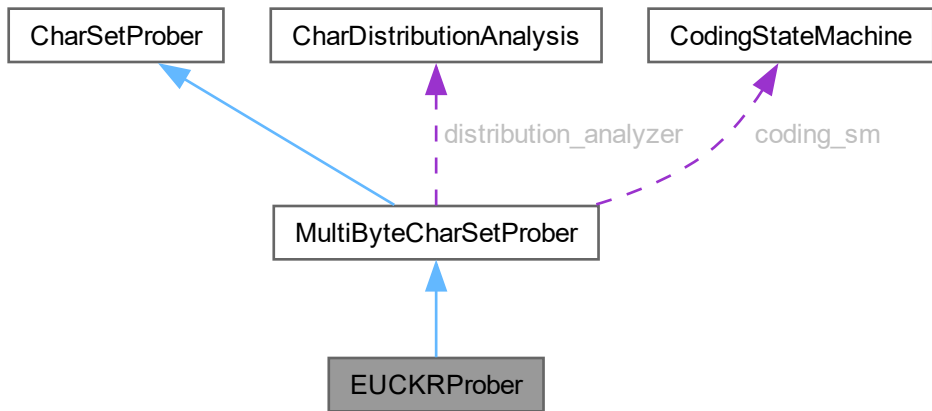 CharSetProber
CharDistributionAnalysis
CodingStateMachine
distribution_analyzer
coding_sm
MultiByteCharSetProber
EUCKRProber